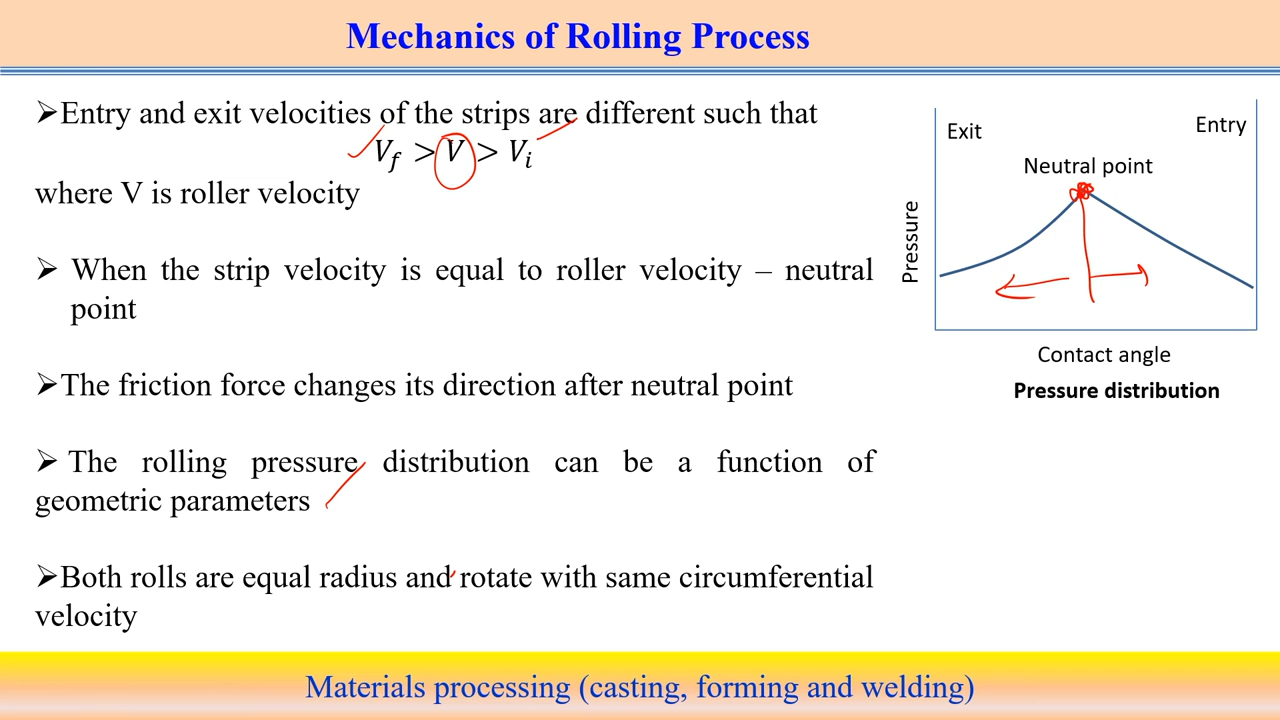 Mechanics of Rolling Process
➢Entry and exit velocities of the strips are different such that
V_f > V > V_i
where V is roller velocity
➢ When the strip velocity is equal to roller velocity – neutral
point
➢The friction force changes its direction after neutral point
➢ The rolling pressure distribution can be a function of
geometric parameters
➢Both rolls are equal radius and rotate with same circumferential
velocity
Exit
Entry
Neutral point
Pressure
Contact angle
Pressure distribution
Materials processing (casting, forming and welding)